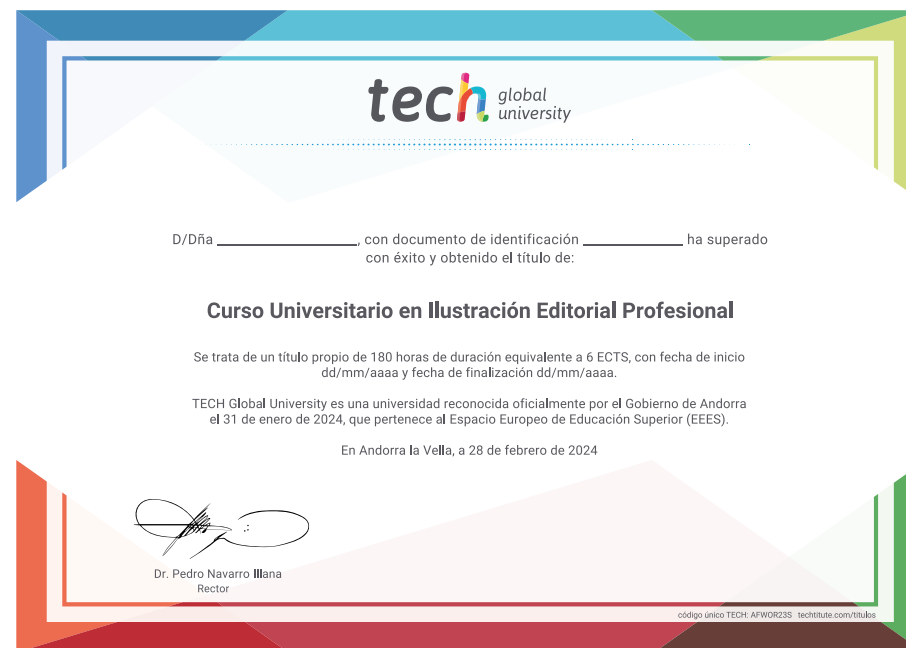 tech global university
D/Dña ____________________, con documento de identificación ______________ ha superado
con éxito y obtenido el título de:
Curso Universitario en Ilustración Editorial Profesional
Se trata de un título propio de 180 horas de duración equivalente a 6 ECTS, con fecha de inicio
dd/mm/aaaa y fecha de finalización dd/mm/aaaa.
TECH Global University es una universidad reconocida oficialmente por el Gobierno de Andorra
el 31 de enero de 2024, que pertenece al Espacio Europeo de Educación Superior (EEES).
En Andorra la Vella, a 28 de febrero de 2024
Dr. Pedro Navarro Illana
Rector
código único TECH: AFWOR23S techtitute.com/titulos